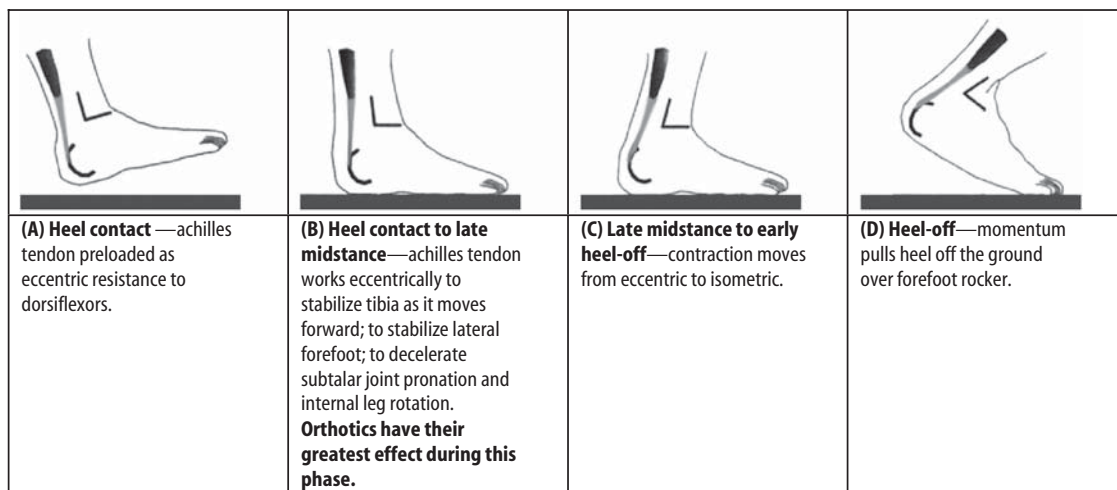 (A) Heel contact —achilles
tendon preloaded as
eccentric resistance to
dorsiflexors.
(B) Heel contact to late
midstance—achilles tendon
works eccentrically to
stabilize tibia as it moves
forward; to stabilize lateral
forefoot; to decelerate
subtalar joint pronation and
internal leg rotation.
Orthotics have their
greatest effect during this
phase.
(C) Late midstance to early
heel-off—contraction moves
from eccentric to isometric.
(D) Heel-off—momentum
pulls heel off the ground
over forefoot rocker.